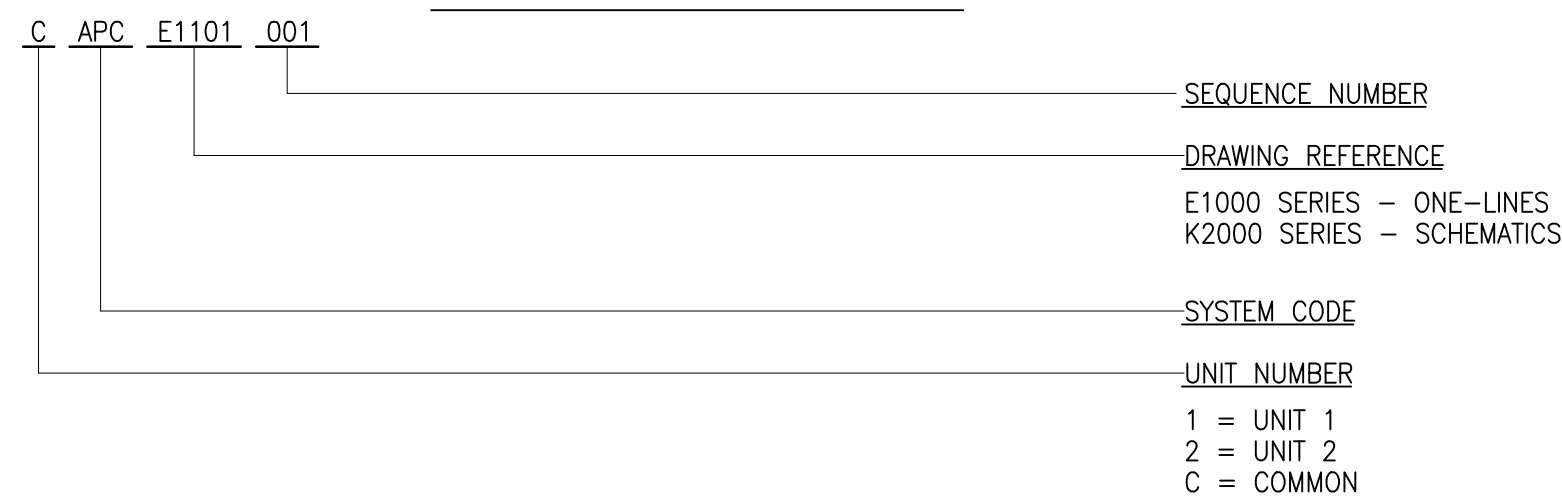 C APC E1101 001
SEQUENCE NUMBER
DRAWING REFERENCE
E1000 SERIES – ONE–LINES
K2000 SERIES – SCHEMATICS
SYSTEM CODE
UNIT NUMBER
1 = UNIT 1
2 = UNIT 2
C = COMMON